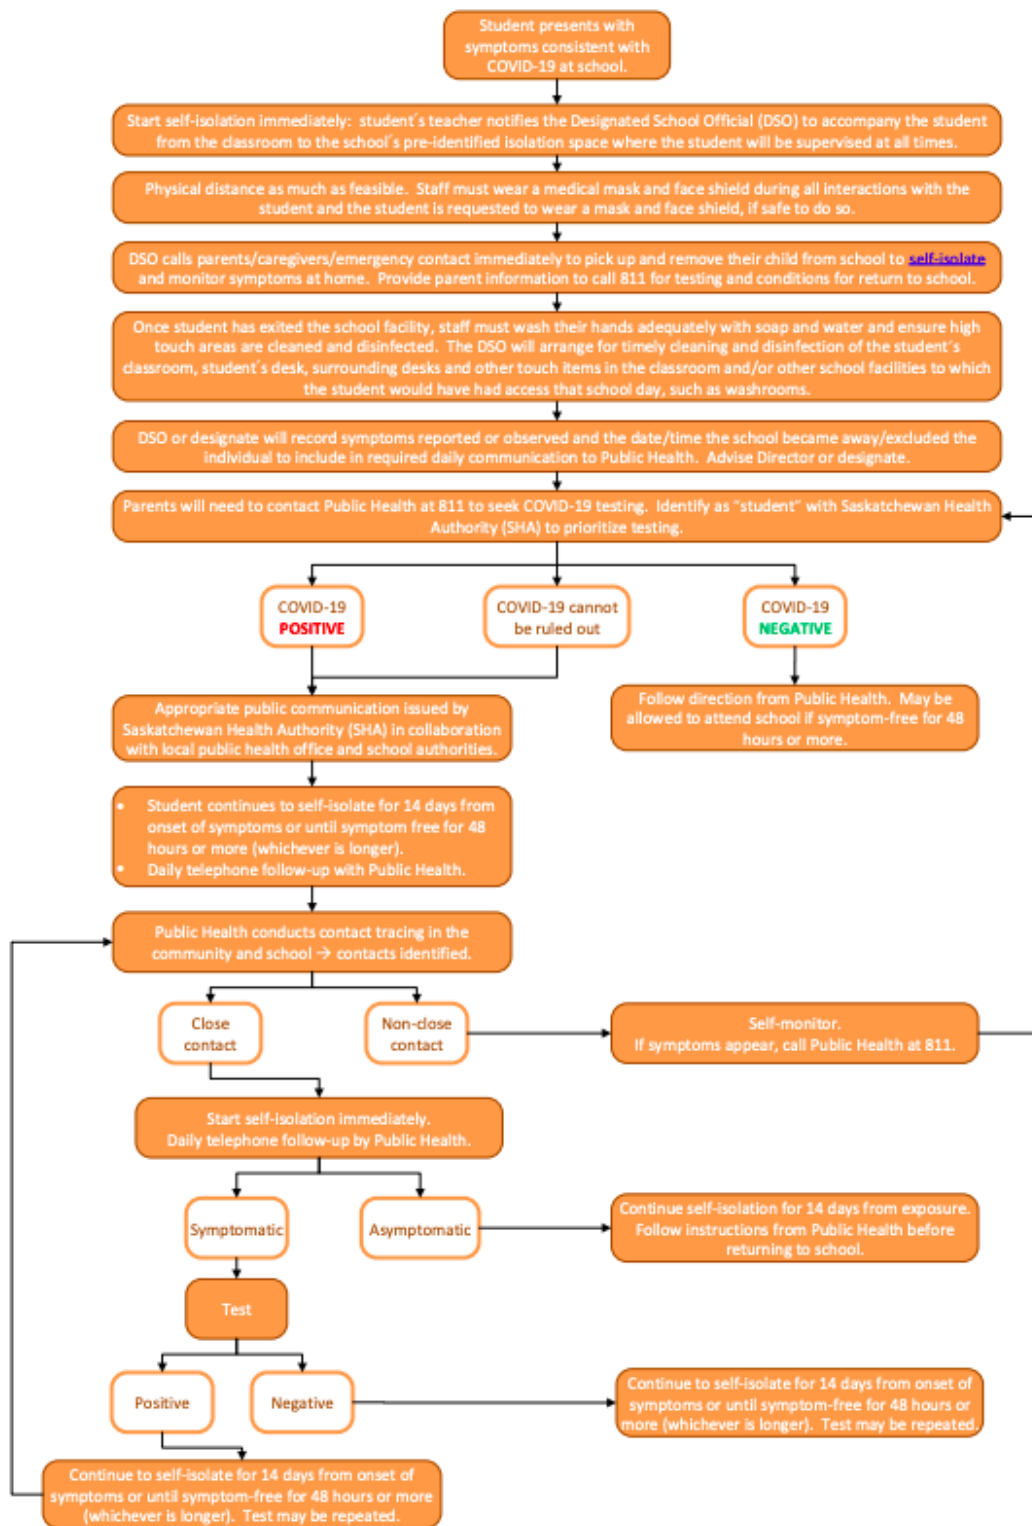 Student presents with
symptoms consistent with
COVID-19 at school.
Start self-isolation immediately: student´s teacher notifies the Designated School Official (DSO) to accompany the student
from the classroom to the school´s pre-identified isolation space where the student will be supervised at all times.
Physical distance as much as feasible. Staff must wear a medical mask and face shield during all interactions with the
student and the student is requested to wear a mask and face shield, if safe to do so.
DSO calls parents/caregivers/emergency contact immediately to pick up and remove their child from school to self-isolate
and monitor symptoms at home. Provide parent information to call 811 for testing and conditions for return to school.
Once student has exited the school facility, staff must wash their hands adequately with soap and water and ensure high
touch areas are cleaned and disinfected. The DSO will arrange for timely cleaning and disinfection of the student´s
classroom, student´s desk, surrounding desks and other touch items in the classroom and/or other school facilities to which
the student would have had access that school day, such as washrooms.
DSO or designate will record symptoms reported or observed and the date/time the school became away/excluded the
individual to include in required daily communication to Public Health. Advise Director or designate.
Parents will need to contact Public Health at 811 to seek COVID-19 testing. Identify as "student" with Saskatchewan Health
Authority (SHA) to prioritize testing.
COVID-19
POSITIVE
COVID-19 cannot
be ruled out
COVID-19
NEGATIVE
Appropriate public communication issued by
Saskatchewan Health Authority (SHA) in collaboration
with local public health office and school authorities.
Follow direction from Public Health. May be
allowed to attend school if symptom-free for 48
hours or more.
• Student continues to self-isolate for 14 days from
onset of symptoms or until symptom free for 48
hours or more (whichever is longer).
• Daily telephone follow-up with Public Health.
Public Health conducts contact tracing in the
community and school → contacts identified.
Close
contact
Non-close
contact
Self-monitor.
If symptoms appear, call Public Health at 811.
Start self-isolation immediately.
Daily telephone follow-up by Public Health.
Symptomatic
Asymptomatic
Continue self-isolation for 14 days from exposure.
Follow instructions from Public Health before
returning to school.
Test
Positive
Negative
Continue to self-isolate for 14 days from onset of
symptoms or until symptom-free for 48 hours or
more (whichever is longer). Test may be repeated.
Continue to self-isolate for 14 days from onset of
symptoms or until symptom-free for 48 hours or more
(whichever is longer). Test may be repeated.